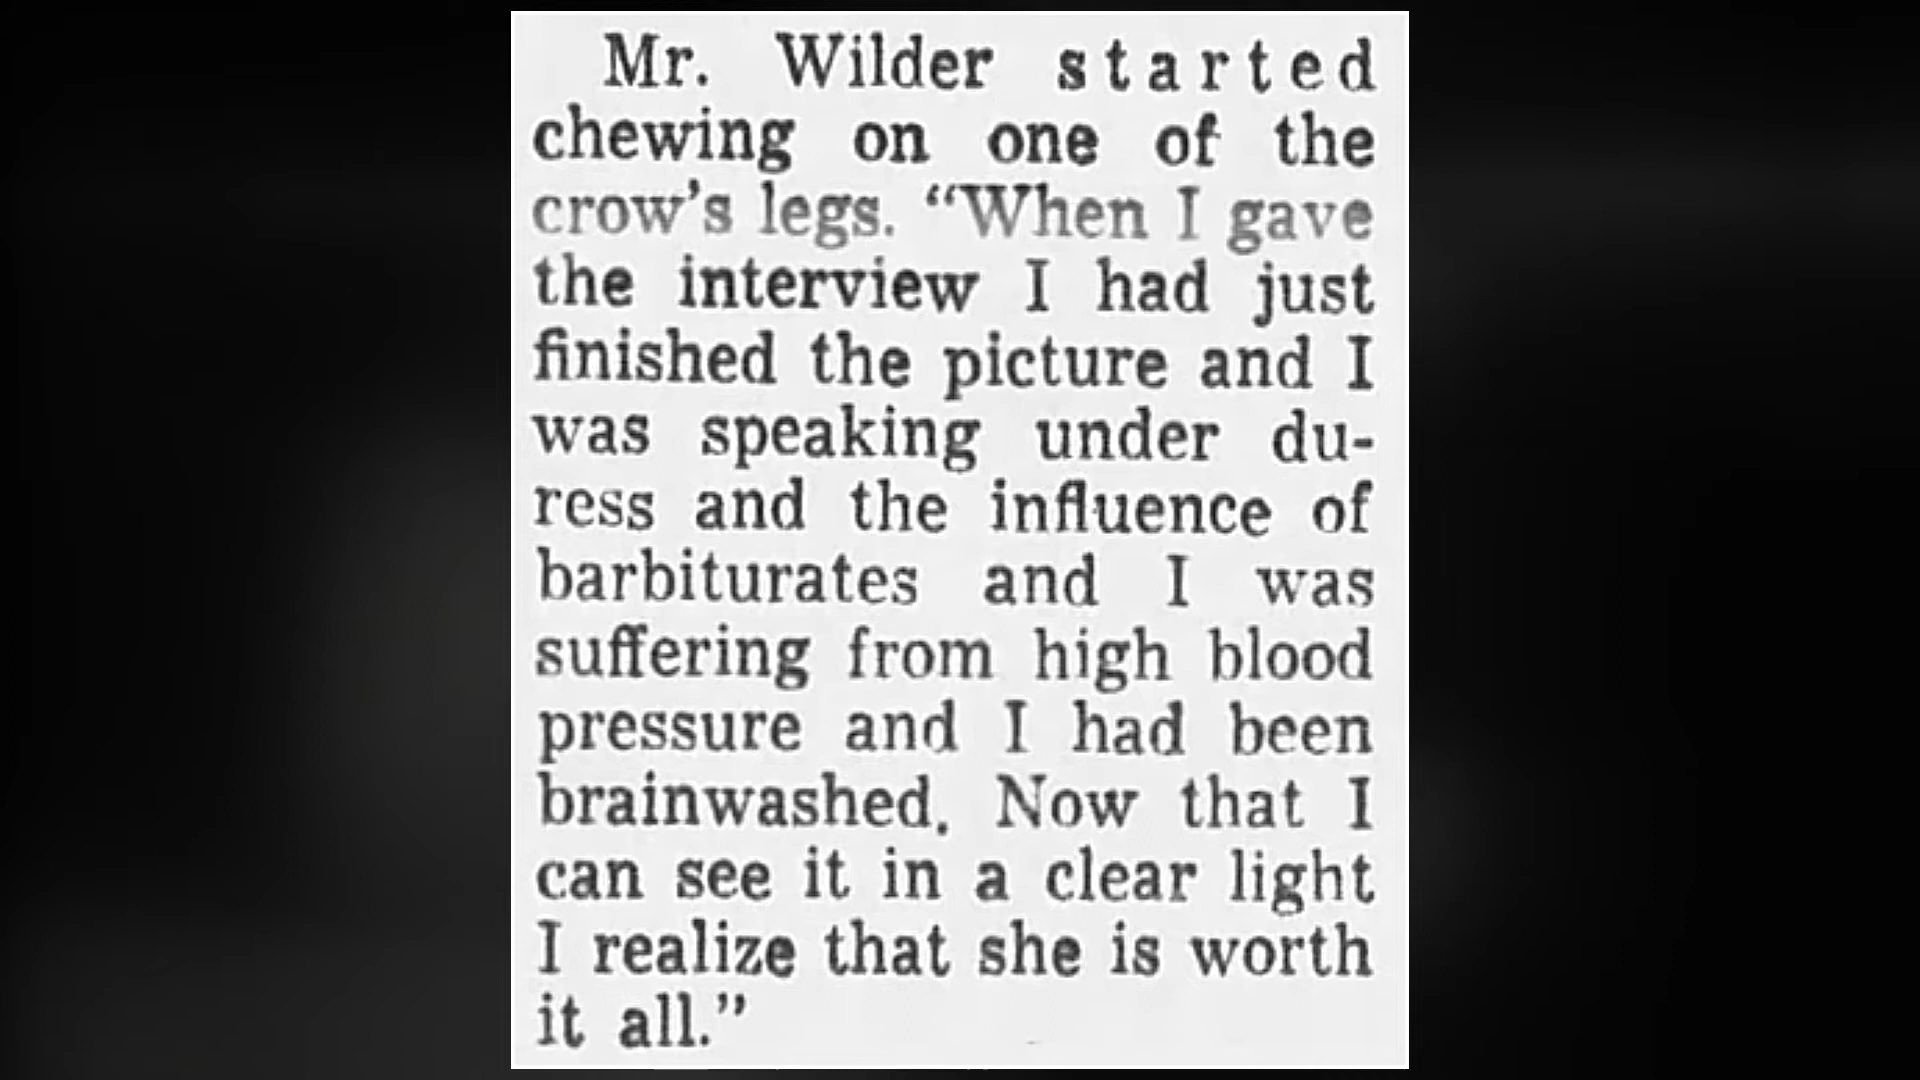 Mr. Wilder started
chewing on one of the
crow's legs. “When I gave
the interview I had just
finished the picture and I
was speaking under du-
ress and the influence of
barbiturates and I was
suffering from high blood
pressure and I had been
brainwashed. Now that I
can see it in a clear light
I realize that she is worth
it all.”